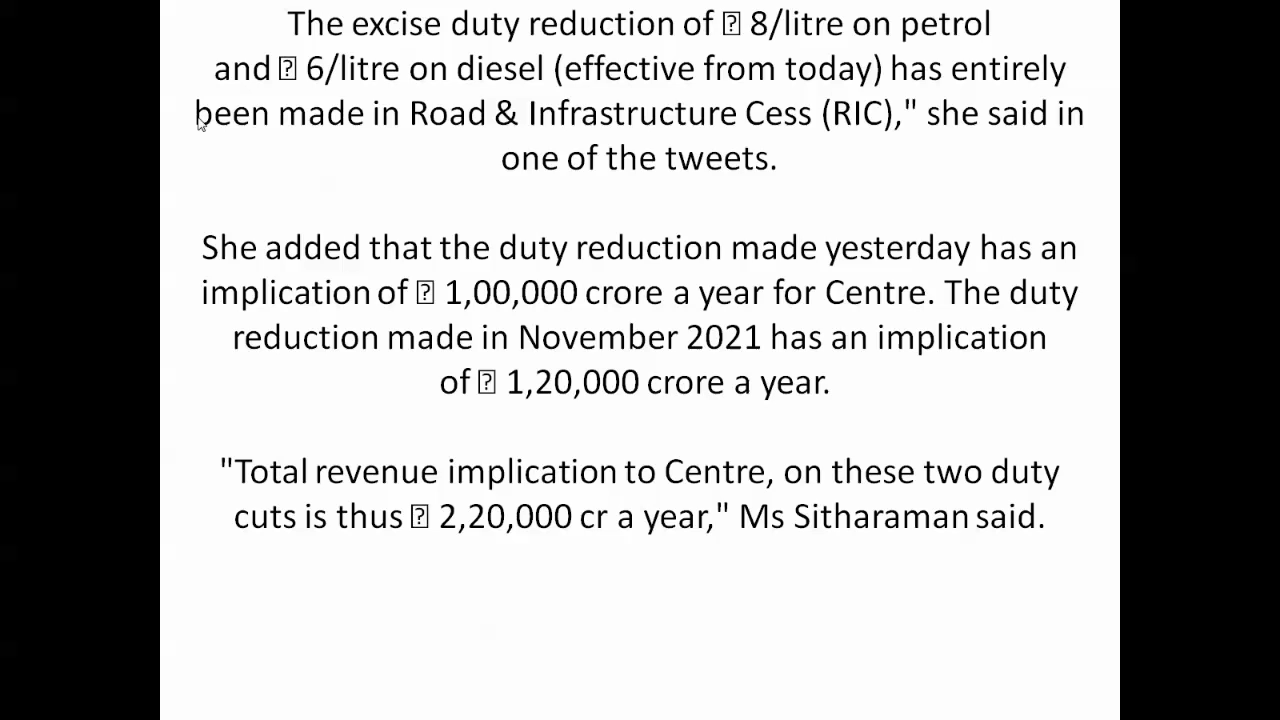 The excise duty reduction of ⍰ 8/litre on petrol
and ⍰ 6/litre on diesel (effective from today) has entirely
been made in Road & Infrastructure Cess (RIC)," she said in
one of the tweets.
She added that the duty reduction made yesterday has an
implication of ⍰ 1,00,000 crore a year for Centre. The duty
reduction made in November 2021 has an implication
of ⍰ 1,20,000 crore a year.
"Total revenue implication to Centre, on these two duty
cuts is thus ⍰ 2,20,000 cr a year," Ms Sitharaman said.